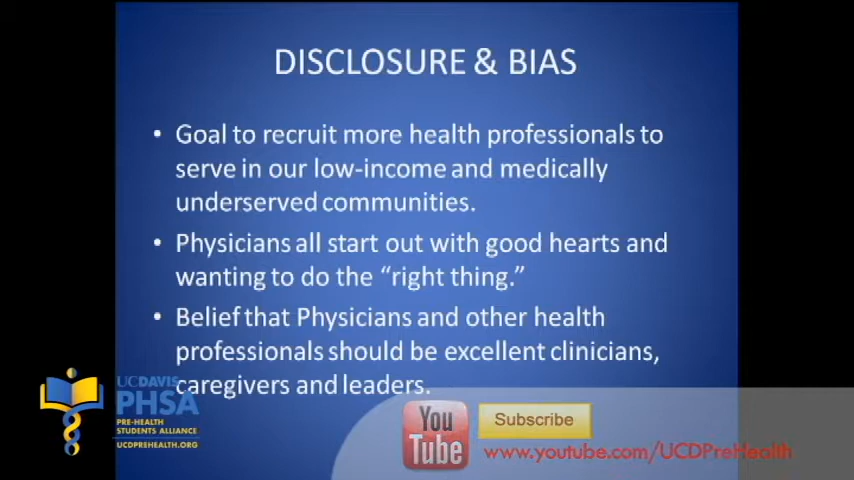 DISCLOSURE & BIAS
• Goal to recruit more health professionals to
serve in our low-income and medically
underserved communities.
• Physicians all start out with good hearts and
wanting to do the “right thing.”
• Belief that Physicians and other health
professionals should be excellent clinicians,
caregivers and leaders.
UCDAVIS
PHSA
PRE-HEALTH
STUDENTS ALLIANCE
UCDPREHEALTH.ORG
You
Tube
Subscribe
www.youtube.com/UCDPreHealth